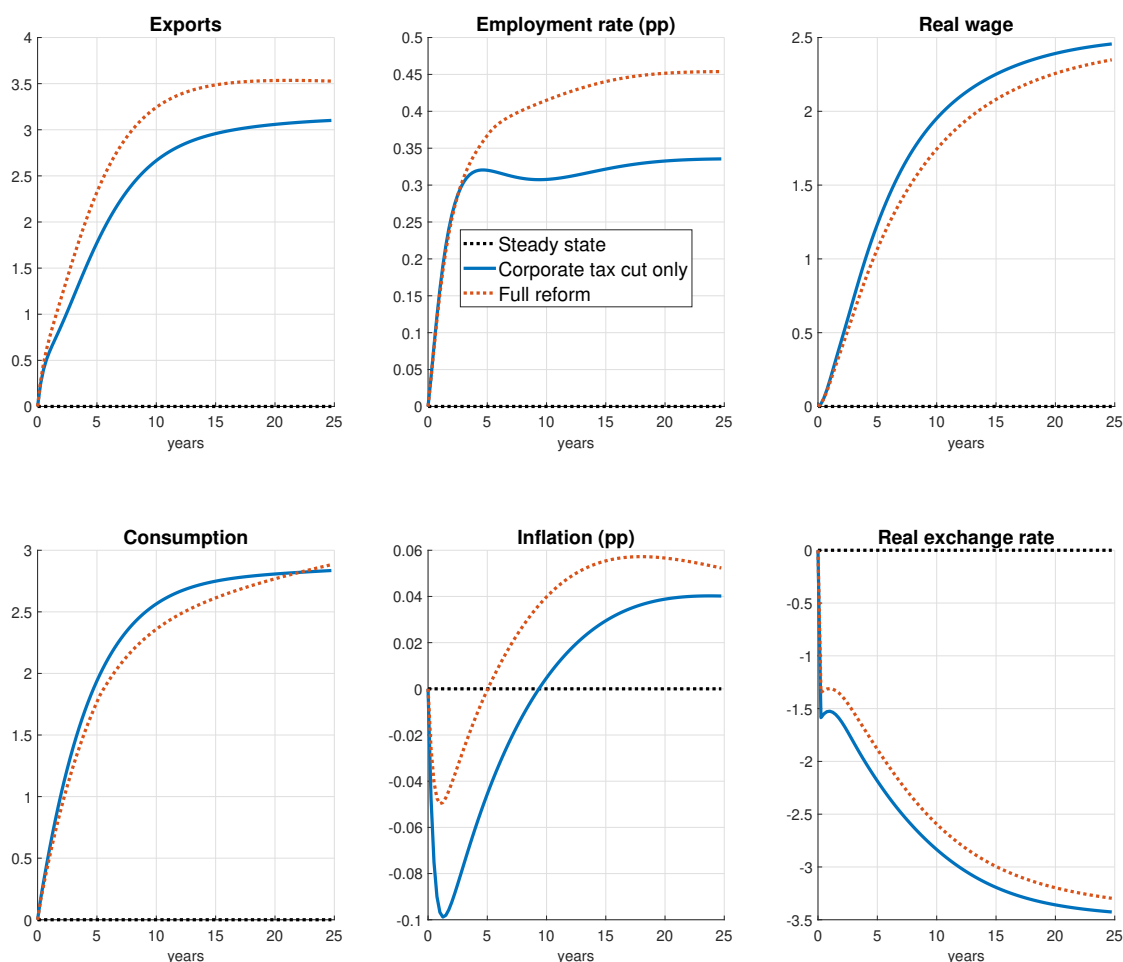 Exports
4
3.5
3
2.5
2
1.5
1
0.5
0
0 5 10 15 20 25
years
Employment rate (pp)
0.5
0.45
0.4
0.35
0.3
0.25
0.2
0.15
0.1
0.05
0
Steady state
Corporate tax cut only
Full reform
0 5 10 15 20 25
years
Real wage
2.5
2
1.5
1
0.5
0
0 5 10 15 20 25
years
Consumption
3
2.5
2
1.5
1
0.5
0
0 5 10 15 20 25
years
Inflation (pp)
0.06
0.04
0.02
0
-0.02
-0.04
-0.06
-0.08
-0.1
0 5 10 15 20 25
years
Real exchange rate
0
-0.5
-1
-1.5
-2
-2.5
-3
-3.5
0 5 10 15 20 25
years